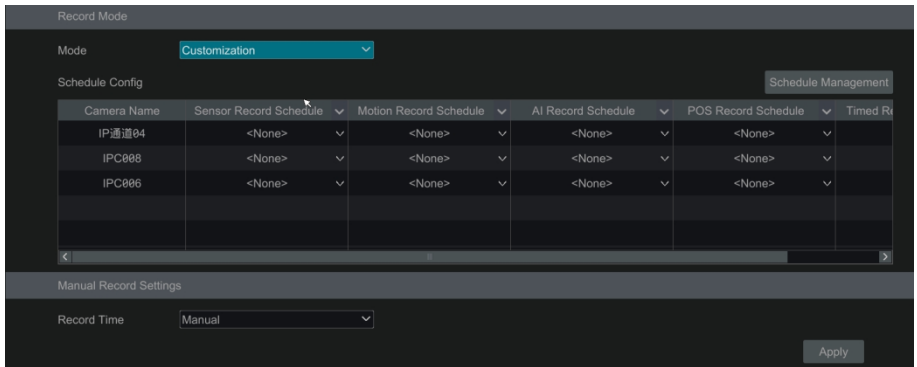 Record Mode
Mode Customization
Schedule Config Schedule Management
Camera Name Sensor Record Schedule Motion Record Schedule AI Record Schedule POS Record Schedule Timed Re
IP通道04 <None> <None> <None> <None>
IPC008 <None> <None> <None> <None>
IPC006 <None> <None> <None> <None>
Manual Record Settings
Record Time Manual
Apply